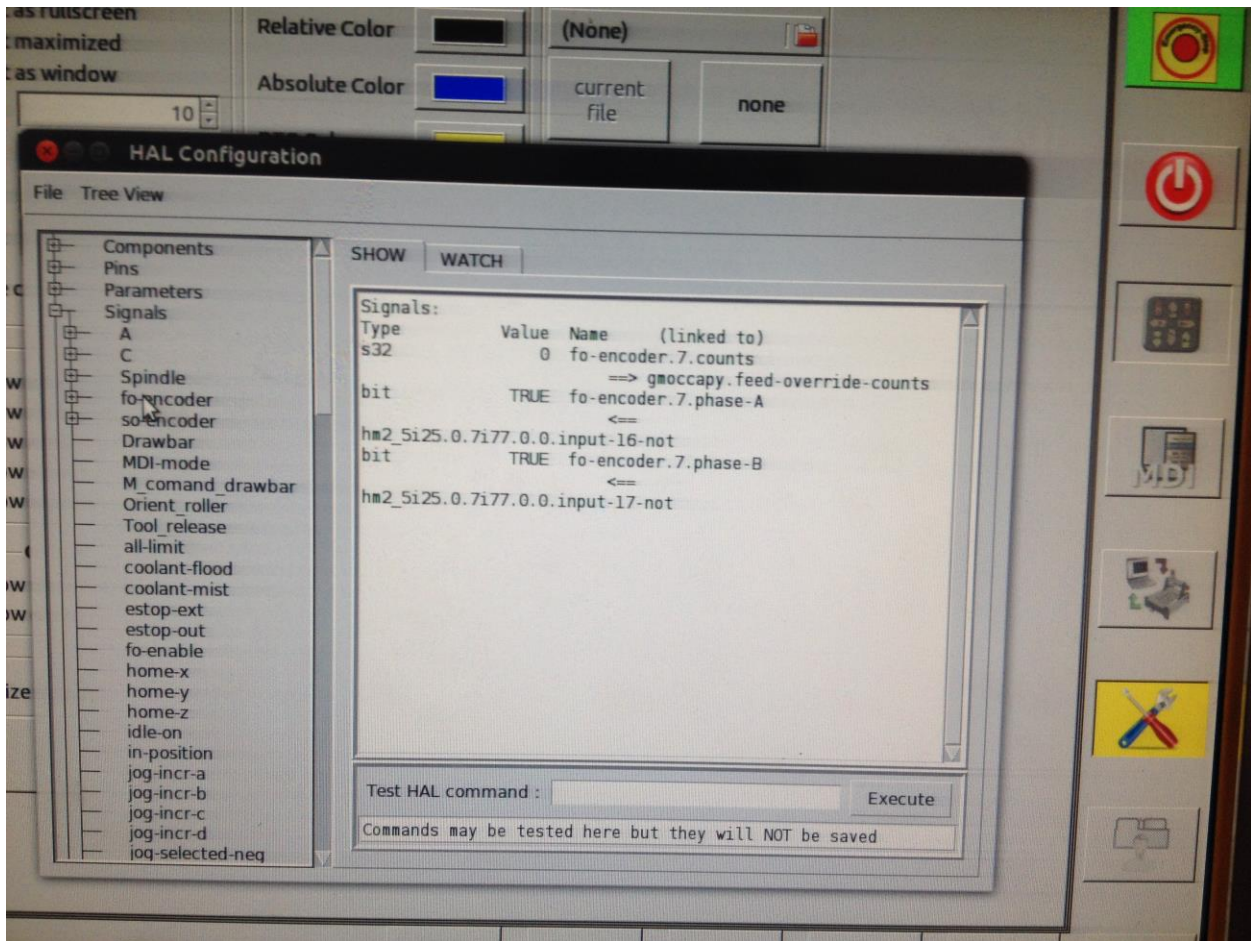 as fullscreen
maximized
as window
10
Relative Color
Absolute Color
(None)
current
file
none
Emergency-Stop
HAL Configuration
File Tree View
Components
Pins
Parameters
Signals
A
C
Spindle
fo-encoder
so-encoder
Drawbar
MDI-mode
M_comand_drawbar
Orient_roller
Tool_release
all-limit
coolant-flood
coolant-mist
estop-ext
estop-out
fo-enable
home-x
home-y
home-z
idle-on
in-position
jog-incr-a
jog-incr-b
jog-incr-c
jog-incr-d
jog-selected-neg
SHOW WATCH
Signals:
Type Value Name (linked to)
s32 0 fo-encoder.7.counts
==> gmoccapy.feed-override-counts
bit TRUE fo-encoder.7.phase-A
<==
hm2_5i25.0.7i77.0.0.input-16-not
bit TRUE fo-encoder.7.phase-B
<==
hm2_5i25.0.7i77.0.0.input-17-not
Test HAL command :
Execute
Commands may be tested here but they will NOT be saved
MDI